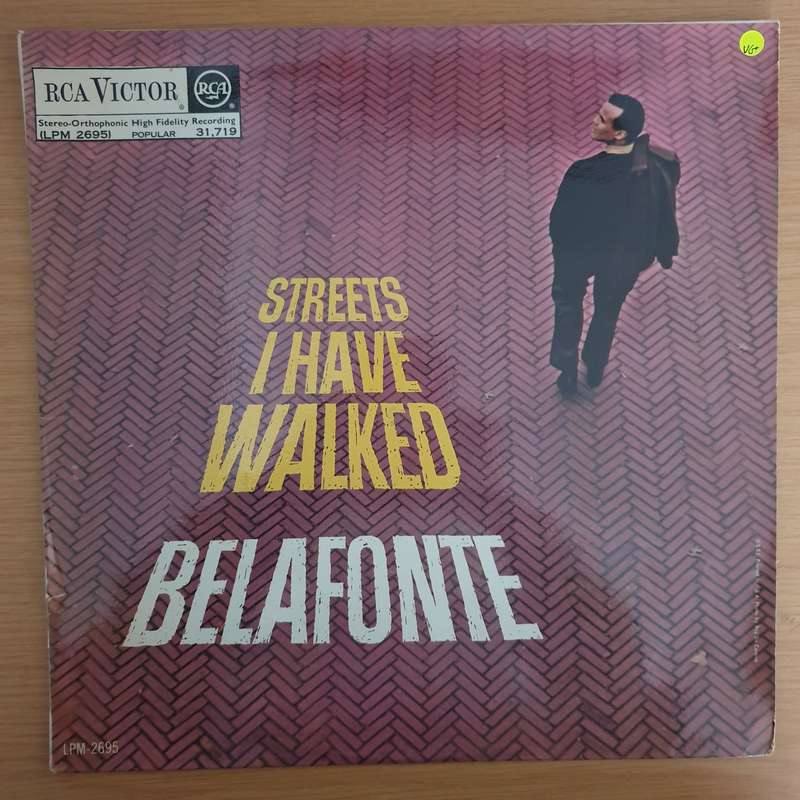 VG+
RCA VICTOR ® RCA ®
Stereo-Orthophonic High Fidelity Recording
(LPM 2695) POPULAR 31,719
STREETS
I HAVE
WALKED
BELAFONTE
LPM-2695